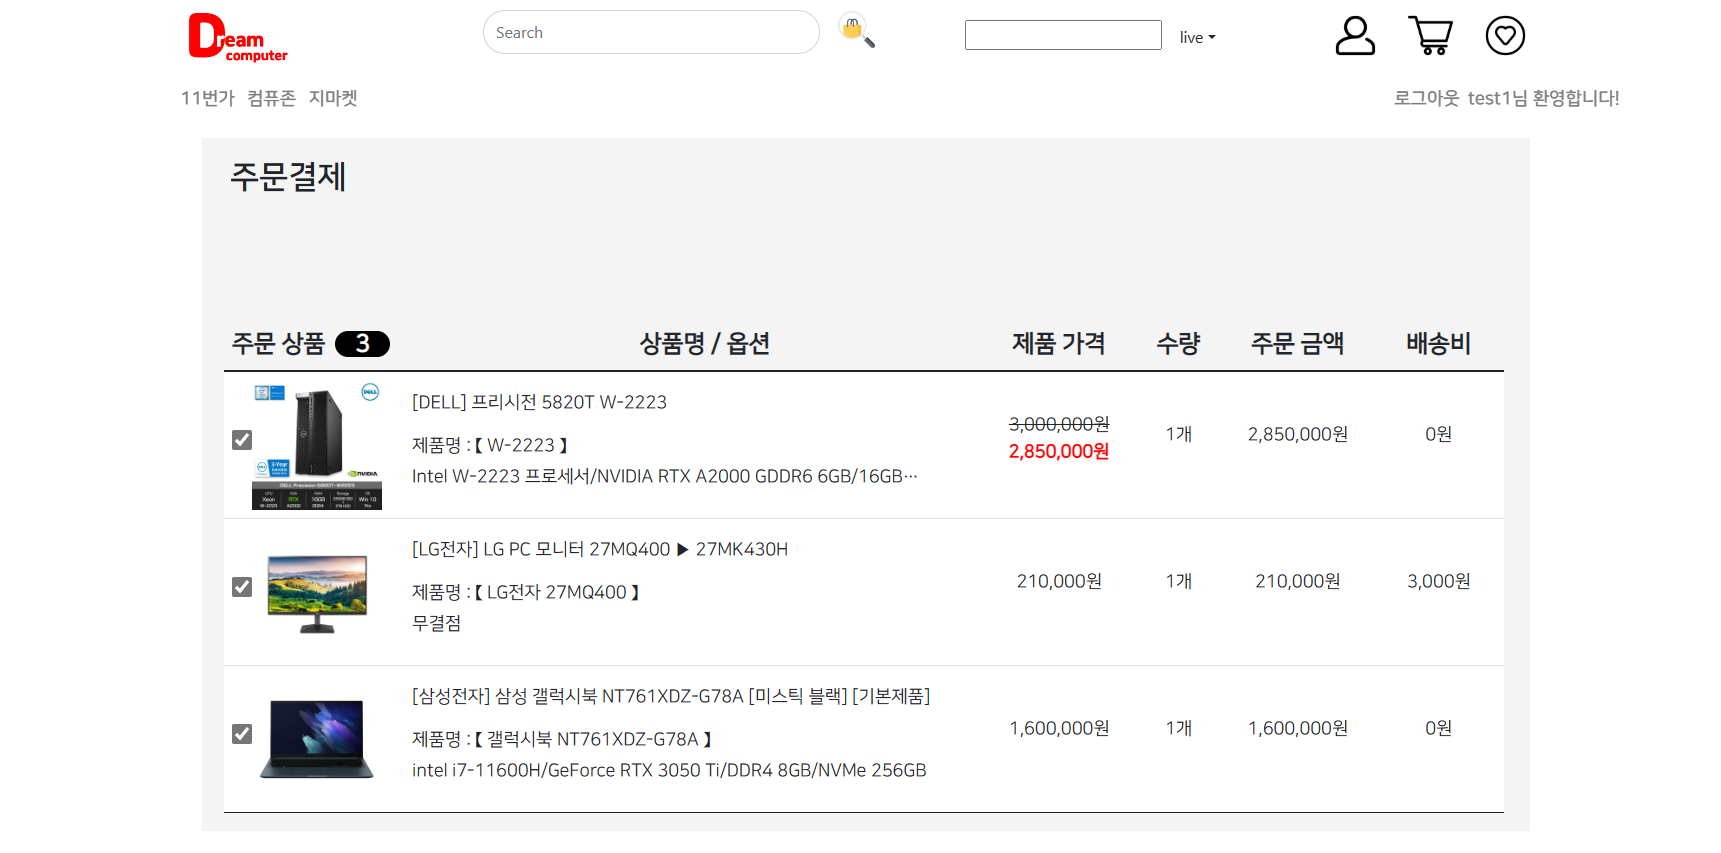 Dream
computer
Search
live
11번가 컴퓨존 지마켓
로그아웃 test1님 환영합니다!
주문결제
주문 상품 3 상품명 / 옵션 제품 가격 수량 주문 금액 배송비
DELL
3-Year
NVIDIA
DELL Precision 5820T-W2223
[DELL] 프리시전 5820T W-2223
제품명 :【 W-2223 】
Intel W-2223 프로세서/NVIDIA RTX A2000 GDDR6 6GB/16GB…
3,000,000원
2,850,000원
1개
2,850,000원
0원
[LG전자] LG PC 모니터 27MQ400 ▶ 27MK430H
제품명 :【 LG전자 27MQ400 】
무결점
210,000원
1개
210,000원
3,000원
[삼성전자] 삼성 갤럭시북 NT761XDZ-G78A [미스틱 블랙] [기본제품]
제품명 :【 갤럭시북 NT761XDZ-G78A 】
intel i7-11600H/GeForce RTX 3050 Ti/DDR4 8GB/NVMe 256GB
1,600,000원
1개
1,600,000원
0원